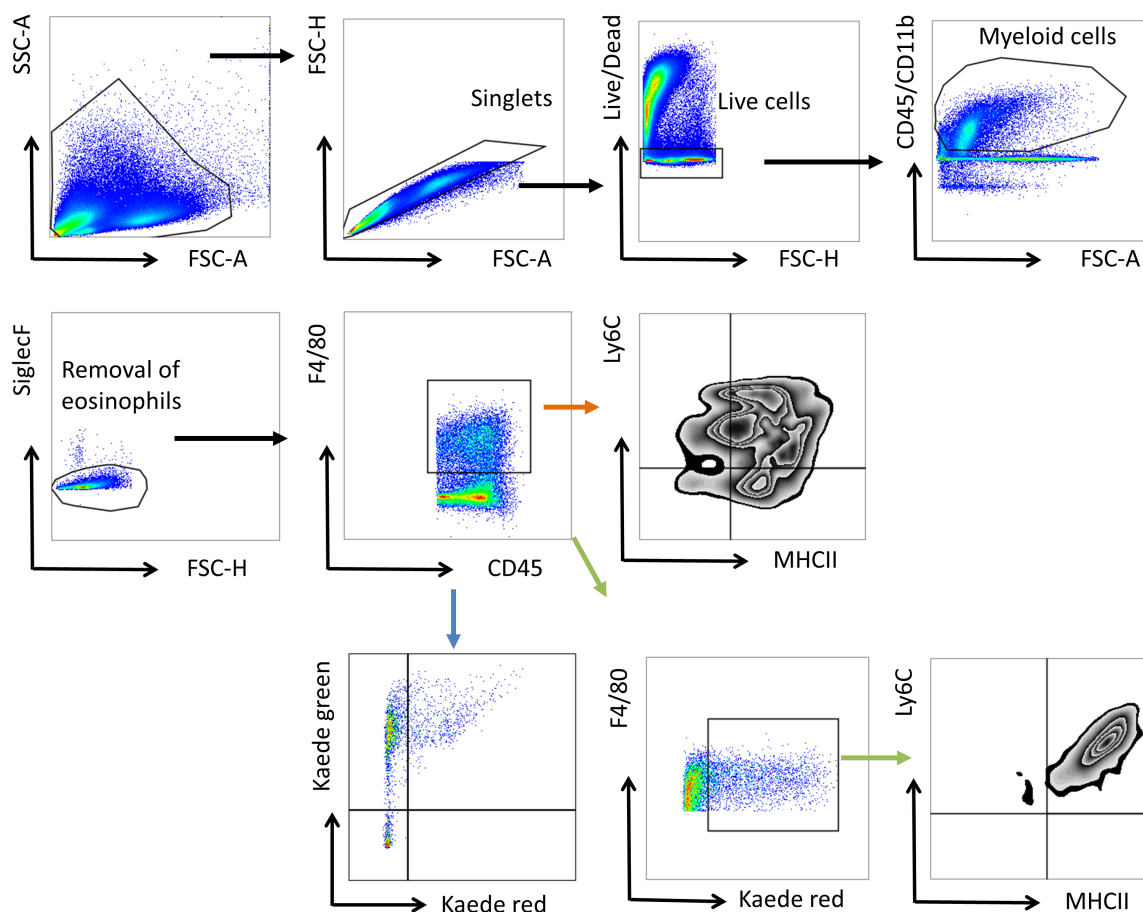 SSC-A
FSC-A
FSC-H
Singlets
FSC-A
Live/Dead
Live cells
FSC-H
CD45/CD11b
Myeloid cells
FSC-A
SiglecF
Removal of
eosinophils
FSC-H
F4/80
CD45
Ly6C
MHCII
Kaede green
Kaede red
F4/80
Kaede red
Ly6C
MHCII